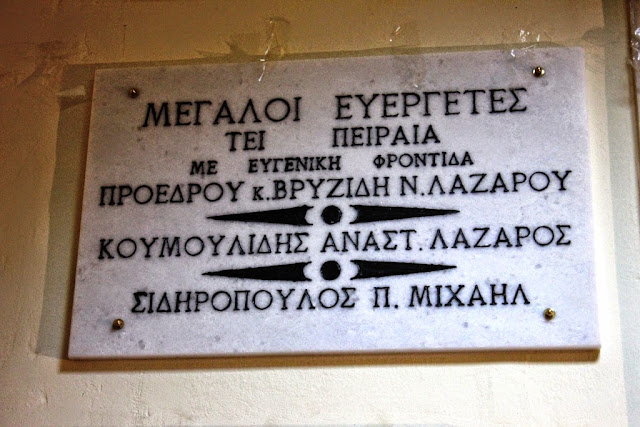 ΜΕΓΑΛΟΙ ΕΥΕΡΓΕΤΕΣ
ΤΕΙ ΠΕΙΡΑΙΑ
ΜΕ ΕΥΓΕΝΙΚΗ ΦΡΟΝΤΙΔΑ
ΠΡΟΕΔΡΟΥ κ.ΒΡΥΖΙΔΗ Ν.ΛΑΖΑΡΟΥ
ΚΟΥΜΟΥΛΙΔΗΣ ΑΝΑΣΤ. ΛΑΖΑΡΟΣ
ΣΙΔΗΡΟΠΟΥΛΟΣ Π. ΜΙΧΑΗΛ